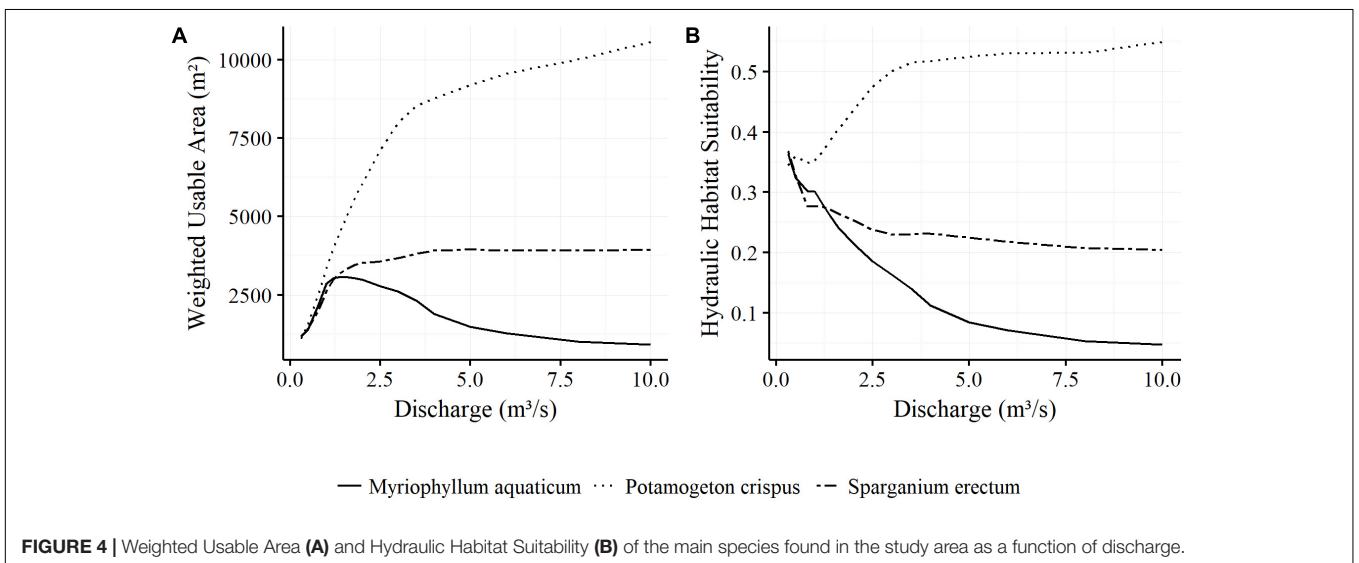 A
Weighted Usable Area (m²)
10000
7500
5000
2500
0.0 2.5 5.0 7.5 10.0
Discharge (m³/s)
B
Hydraulic Habitat Suitability
0.5
0.4
0.3
0.2
0.1
0.0 2.5 5.0 7.5 10.0
Discharge (m³/s)
Myriophyllum aquaticum Potamogeton crispus Sparganium erectum
FIGURE 4 | Weighted Usable Area (A) and Hydraulic Habitat Suitability (B) of the main species found in the study area as a function of discharge.